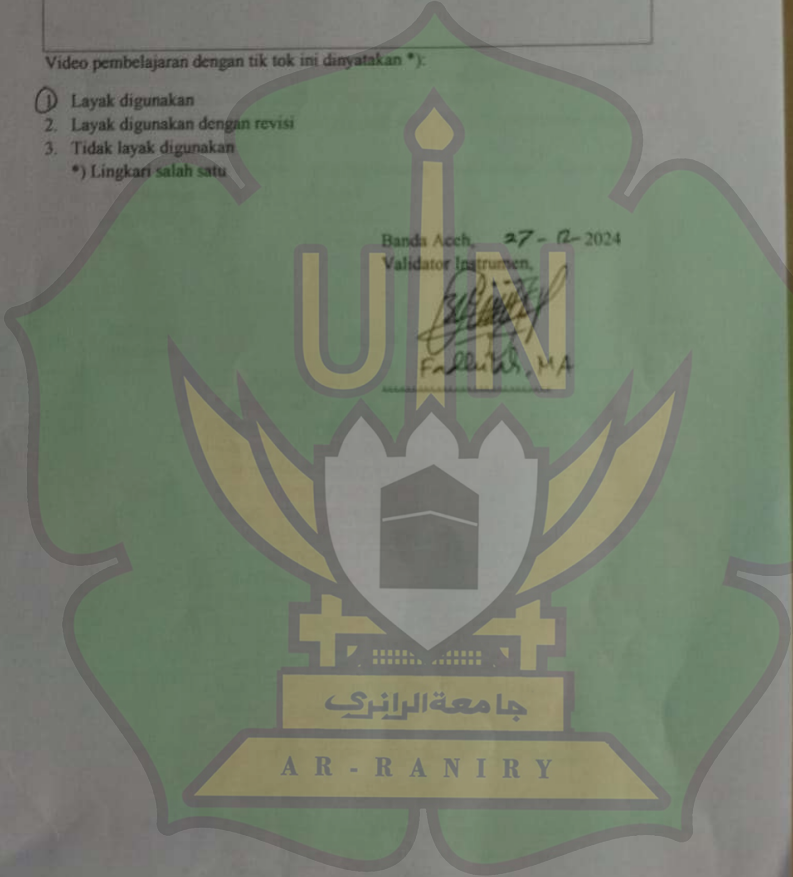 Video pembelajaran dengan tik tok ini dinyatakan *):
1 Layak digunakan
2. Layak digunakan dengan revisi
3. Tidak layak digunakan
*) Lingkari salah satu
Banda Aceh, 27-12-2024
Validator Instrumen,
MA
UIN
جامعة الرانري
AR-RANIRY